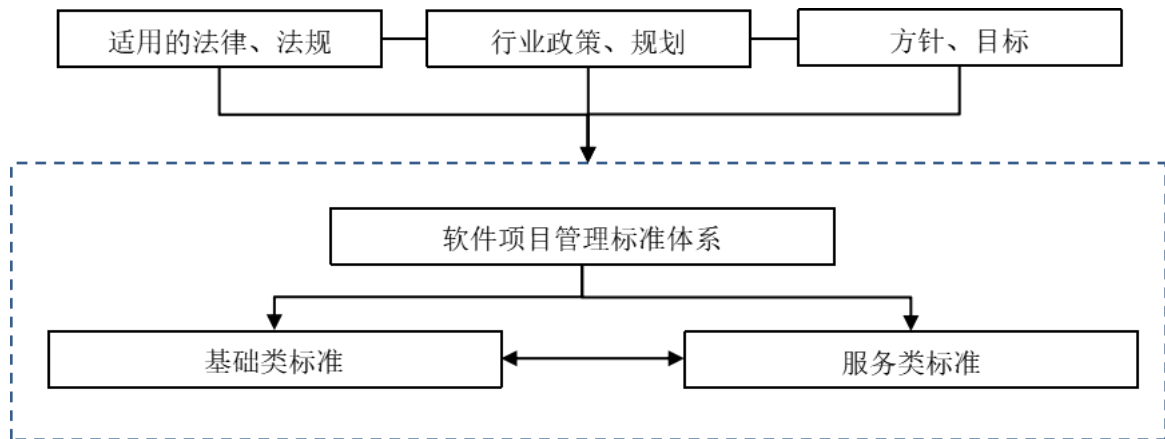 适用的法律、法规
行业政策、规划
方针、目标
软件项目管理标准体系
基础类标准
服务类标准